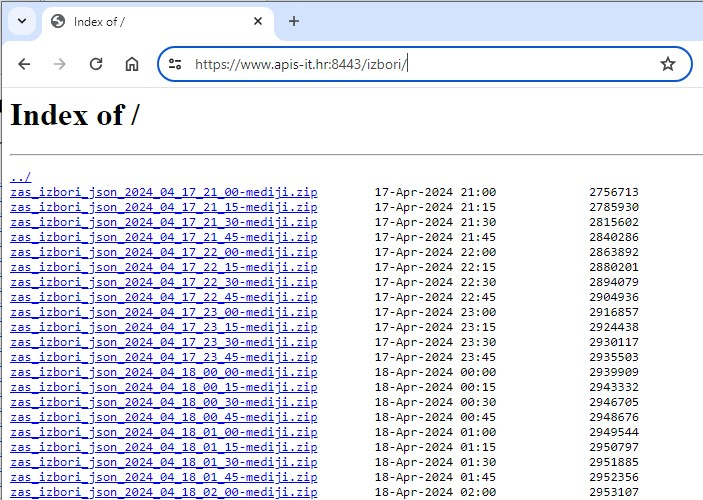 Index of /
https://www.apis-it.hr:8443/izbori/
Index of /
../
zas_izbori_json_2024_04_17_21_00-mediji.zip 17-Apr-2024 21:00 2756713
zas_izbori_json_2024_04_17_21_15-mediji.zip 17-Apr-2024 21:15 2785930
zas_izbori_json_2024_04_17_21_30-mediji.zip 17-Apr-2024 21:30 2815602
zas_izbori_json_2024_04_17_21_45-mediji.zip 17-Apr-2024 21:45 2840286
zas_izbori_json_2024_04_17_22_00-mediji.zip 17-Apr-2024 22:00 2863892
zas_izbori_json_2024_04_17_22_15-mediji.zip 17-Apr-2024 22:15 2880201
zas_izbori_json_2024_04_17_22_30-mediji.zip 17-Apr-2024 22:30 2894079
zas_izbori_json_2024_04_17_22_45-mediji.zip 17-Apr-2024 22:45 2904936
zas_izbori_json_2024_04_17_23_00-mediji.zip 17-Apr-2024 23:00 2916857
zas_izbori_json_2024_04_17_23_15-mediji.zip 17-Apr-2024 23:15 2924438
zas_izbori_json_2024_04_17_23_30-mediji.zip 17-Apr-2024 23:30 2930117
zas_izbori_json_2024_04_17_23_45-mediji.zip 17-Apr-2024 23:45 2935503
zas_izbori_json_2024_04_18_00_00-mediji.zip 18-Apr-2024 00:00 2939909
zas_izbori_json_2024_04_18_00_15-mediji.zip 18-Apr-2024 00:15 2943332
zas_izbori_json_2024_04_18_00_30-mediji.zip 18-Apr-2024 00:30 2946705
zas_izbori_json_2024_04_18_00_45-mediji.zip 18-Apr-2024 00:45 2948676
zas_izbori_json_2024_04_18_01_00-mediji.zip 18-Apr-2024 01:00 2949544
zas_izbori_json_2024_04_18_01_15-mediji.zip 18-Apr-2024 01:15 2950797
zas_izbori_json_2024_04_18_01_30-mediji.zip 18-Apr-2024 01:30 2951885
zas_izbori_json_2024_04_18_01_45-mediji.zip 18-Apr-2024 01:45 2952356
zas_izbori_json_2024_04_18_02_00-mediji.zip 18-Apr-2024 02:00 2953107